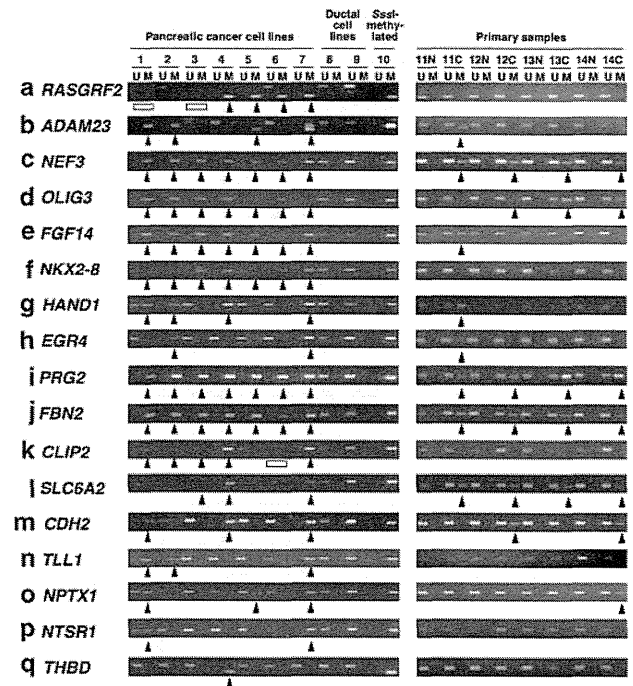 Pancreatic cancer cell lines
Ductal cell lines
SssI-methylated
Primary samples
1 2 3 4 5 6 7 8 9 10 11N 11C 12N 12C 13N 13C 14N 14C
U M U M U M U M U M U M U M U M U M U M U M U M U M U M U M U M U M U M
a RASGRF2
b ADAM23
c NEF3
d OLIG3
e FGF14
f NKX2-8
g HAND1
h EGR4
i PRG2
j FBN2
k CLIP2
l SLC6A2
m CDH2
n TLL1
o NPTX1
p NTSR1
q THBD